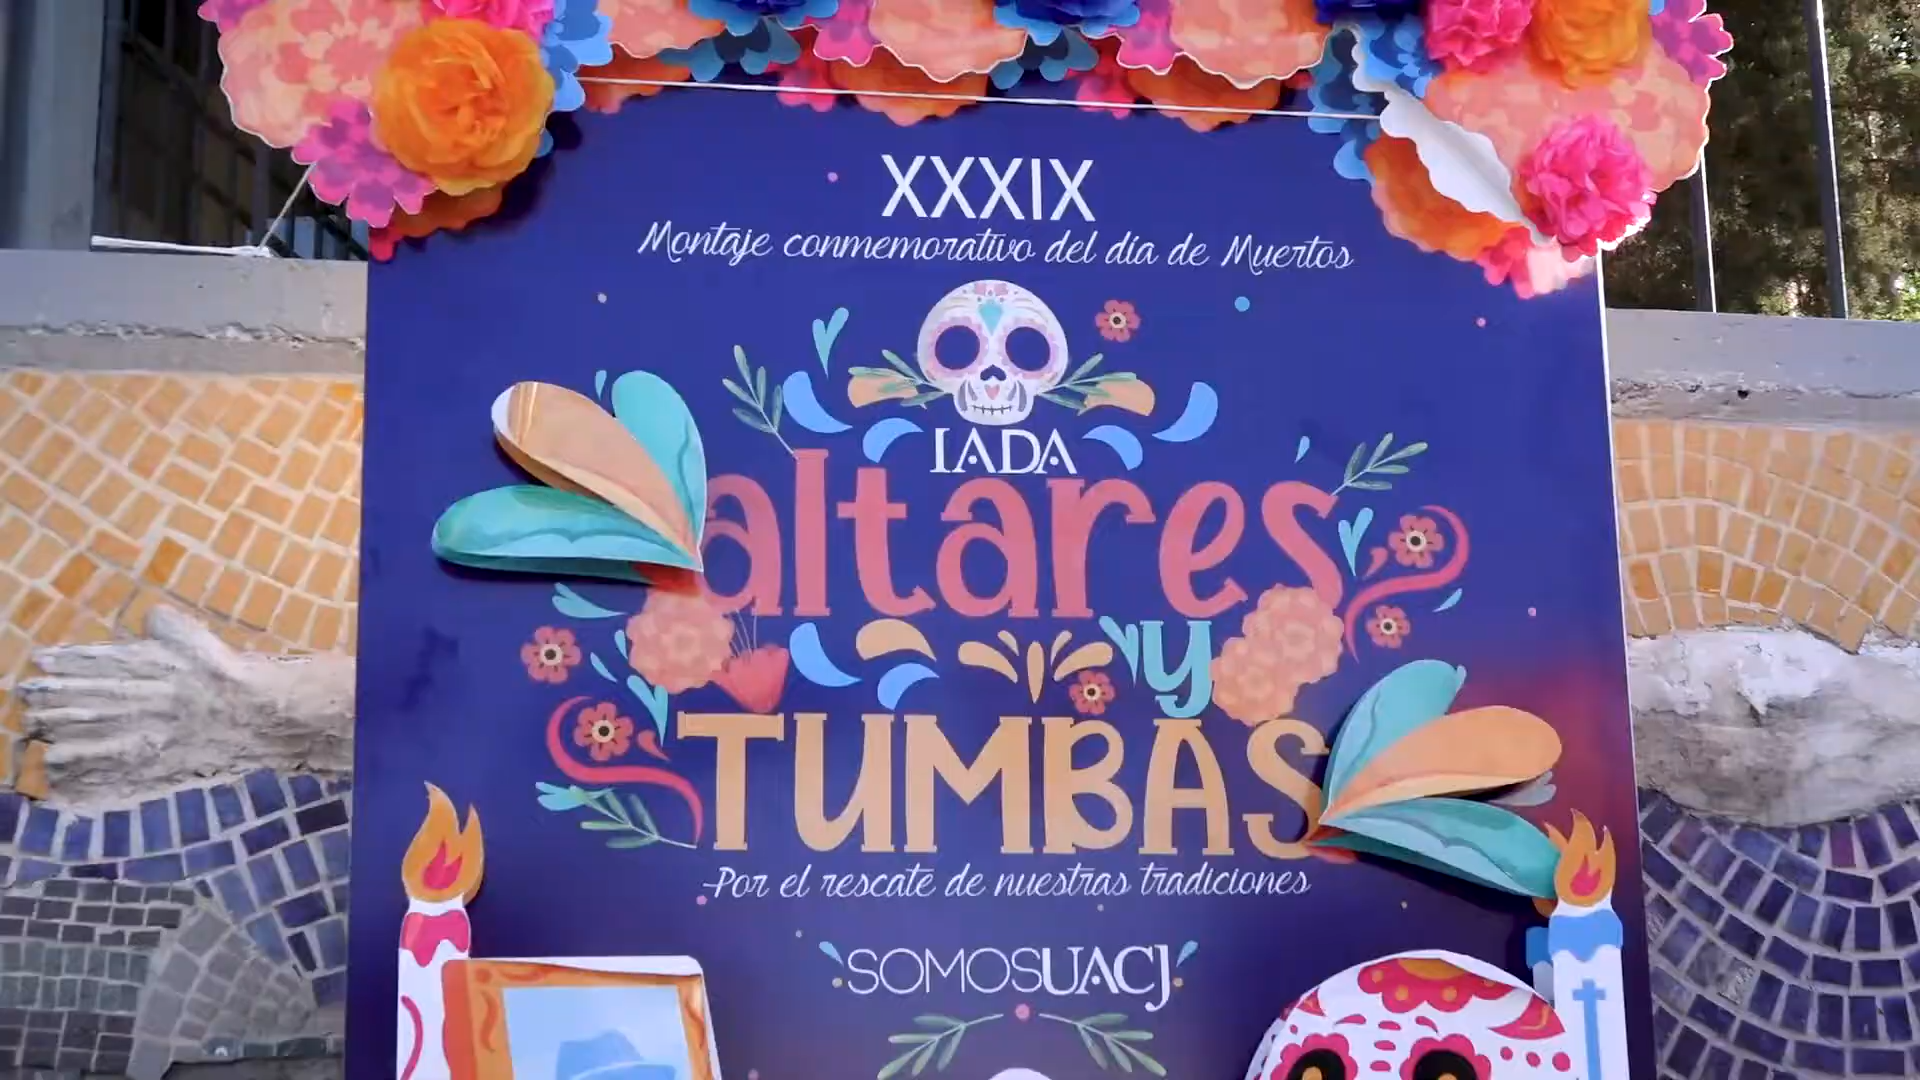 XXXIX
Montaje conmemorativo del día de Muertos
IADA
altares
y
TUMBAS
Por el rescate de nuestras tradiciones
SOMOSUACJ